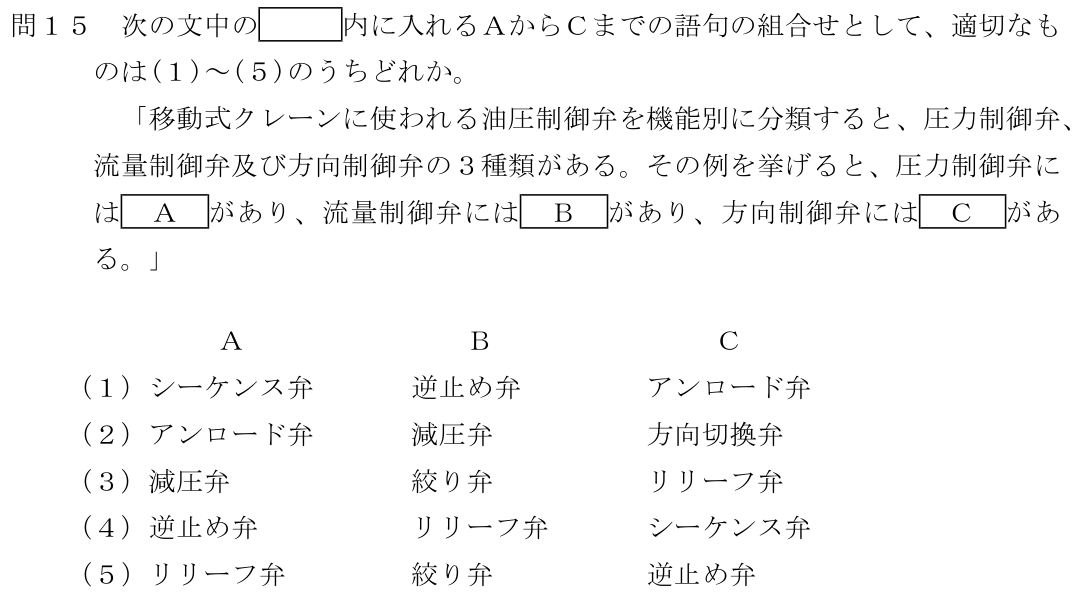 問１５　次の文中の　　　内に入れるＡからＣまでの語句の組合せとして、適切なも
のは(１)～(５)のうちどれか。
「移動式クレーンに使われる油圧制御弁を機能別に分類すると、圧力制御弁、
流量制御弁及び方向制御弁の３種類がある。その例を挙げると、圧力制御弁に
は　Ａ　があり、流量制御弁には　Ｂ　があり、方向制御弁には　Ｃ　があ
る。」
Ａ　Ｂ　Ｃ
(１) シーケンス弁　逆止め弁　アンロード弁
(２) アンロード弁　減圧弁　方向切換弁
(３) 減圧弁　絞り弁　リリーフ弁
(４) 逆止め弁　リリーフ弁　シーケンス弁
(５) リリーフ弁　絞り弁　逆止め弁